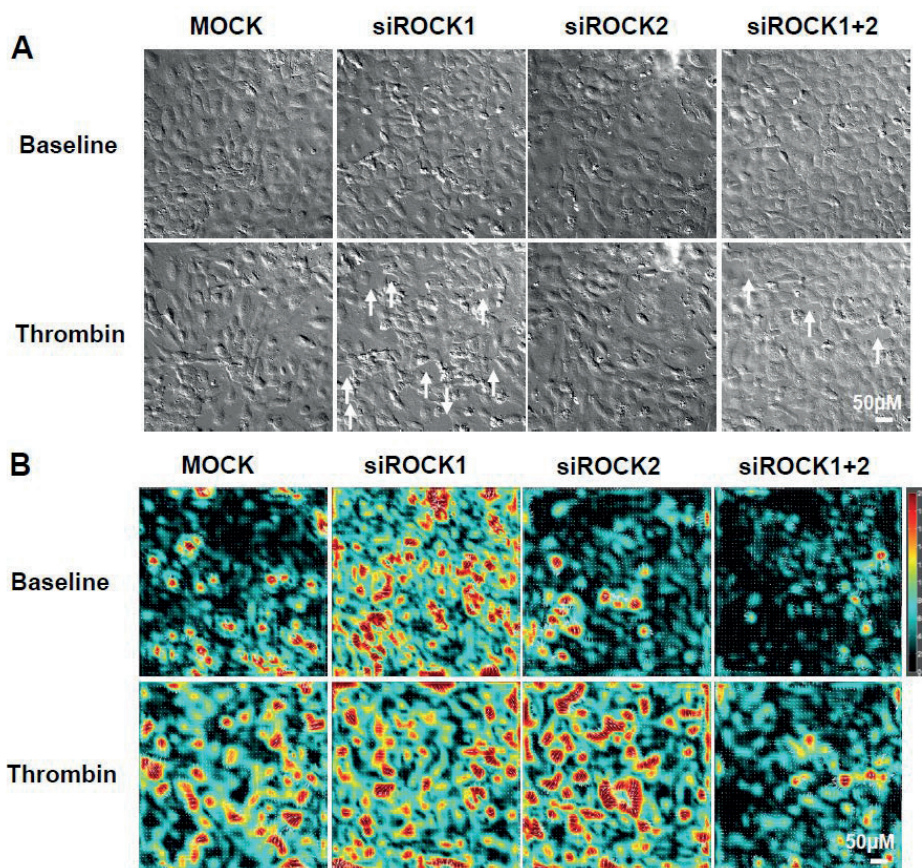 A
MOCK siROCK1 siROCK2 siROCK1+2
Baseline
Thrombin
50µM
B
MOCK siROCK1 siROCK2 siROCK1+2
Baseline
Thrombin
50µM